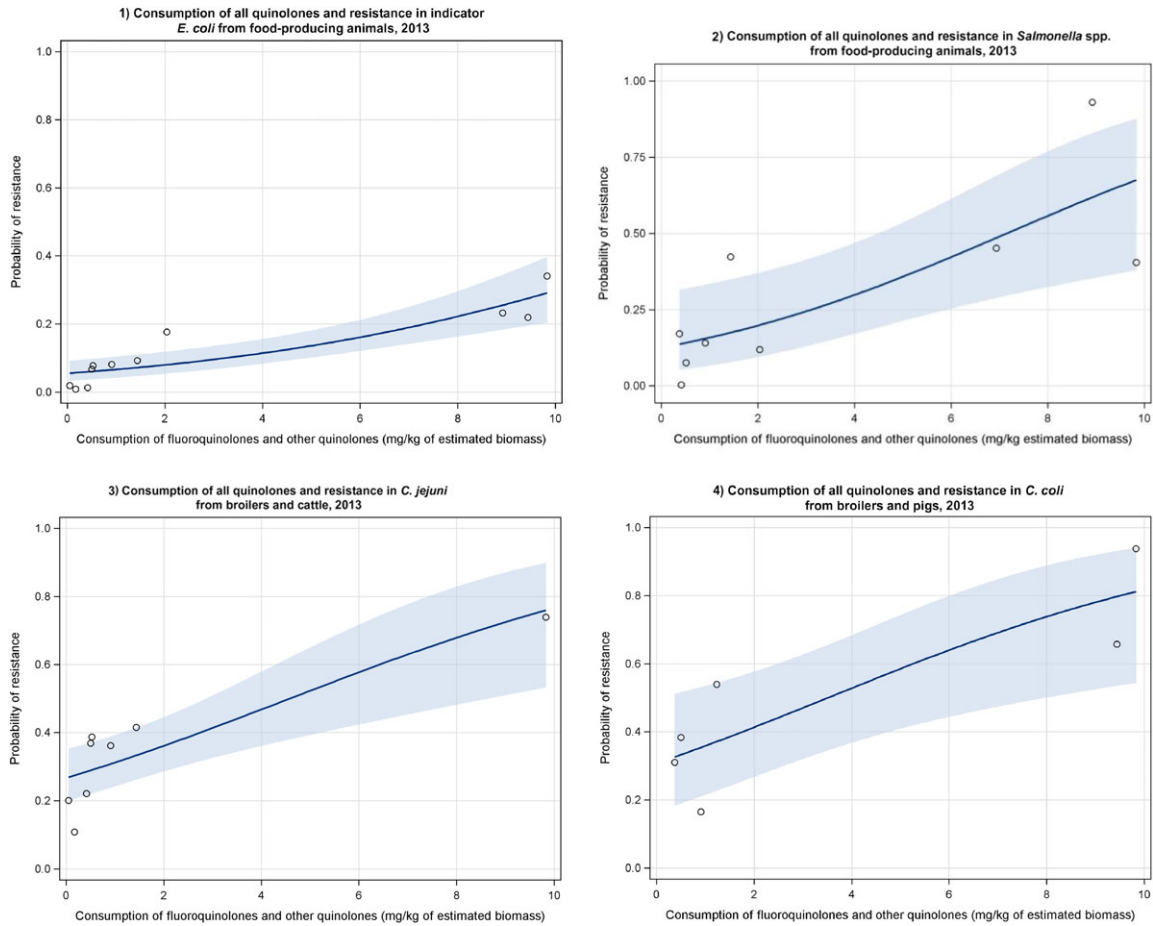 1) Consumption of all quinolones and resistance in indicator
E. coli from food-producing animals, 2013
1.0
0.8
0.6
0.4
0.2
0.0
Probability of resistance
0
2
4
6
8
10
Consumption of fluoroquinolones and other quinolones (mg/kg of estimated biomass)
2) Consumption of all quinolones and resistance in Salmonella spp.
from food-producing animals, 2013
1.00
0.75
0.50
0.25
0.00
Probability of resistance
0
2
4
6
8
10
Consumption of fluoroquinolones and other quinolones (mg/kg estimated biomass)
3) Consumption of all quinolones and resistance in C. jejuni
from broilers and cattle, 2013
1.0
0.8
0.6
0.4
0.2
0.0
Probability of resistance
0
2
4
6
8
10
Consumption of fluoroquinolones and other quinolones (mg/kg of estimated biomass)
4) Consumption of all quinolones and resistance in C. coli
from broilers and pigs, 2013
1.0
0.8
0.6
0.4
0.2
0.0
Probability of resistance
0
2
4
6
8
10
Consumption of fluoroquinolones and other quinolones (mg/kg of estimated biomass)